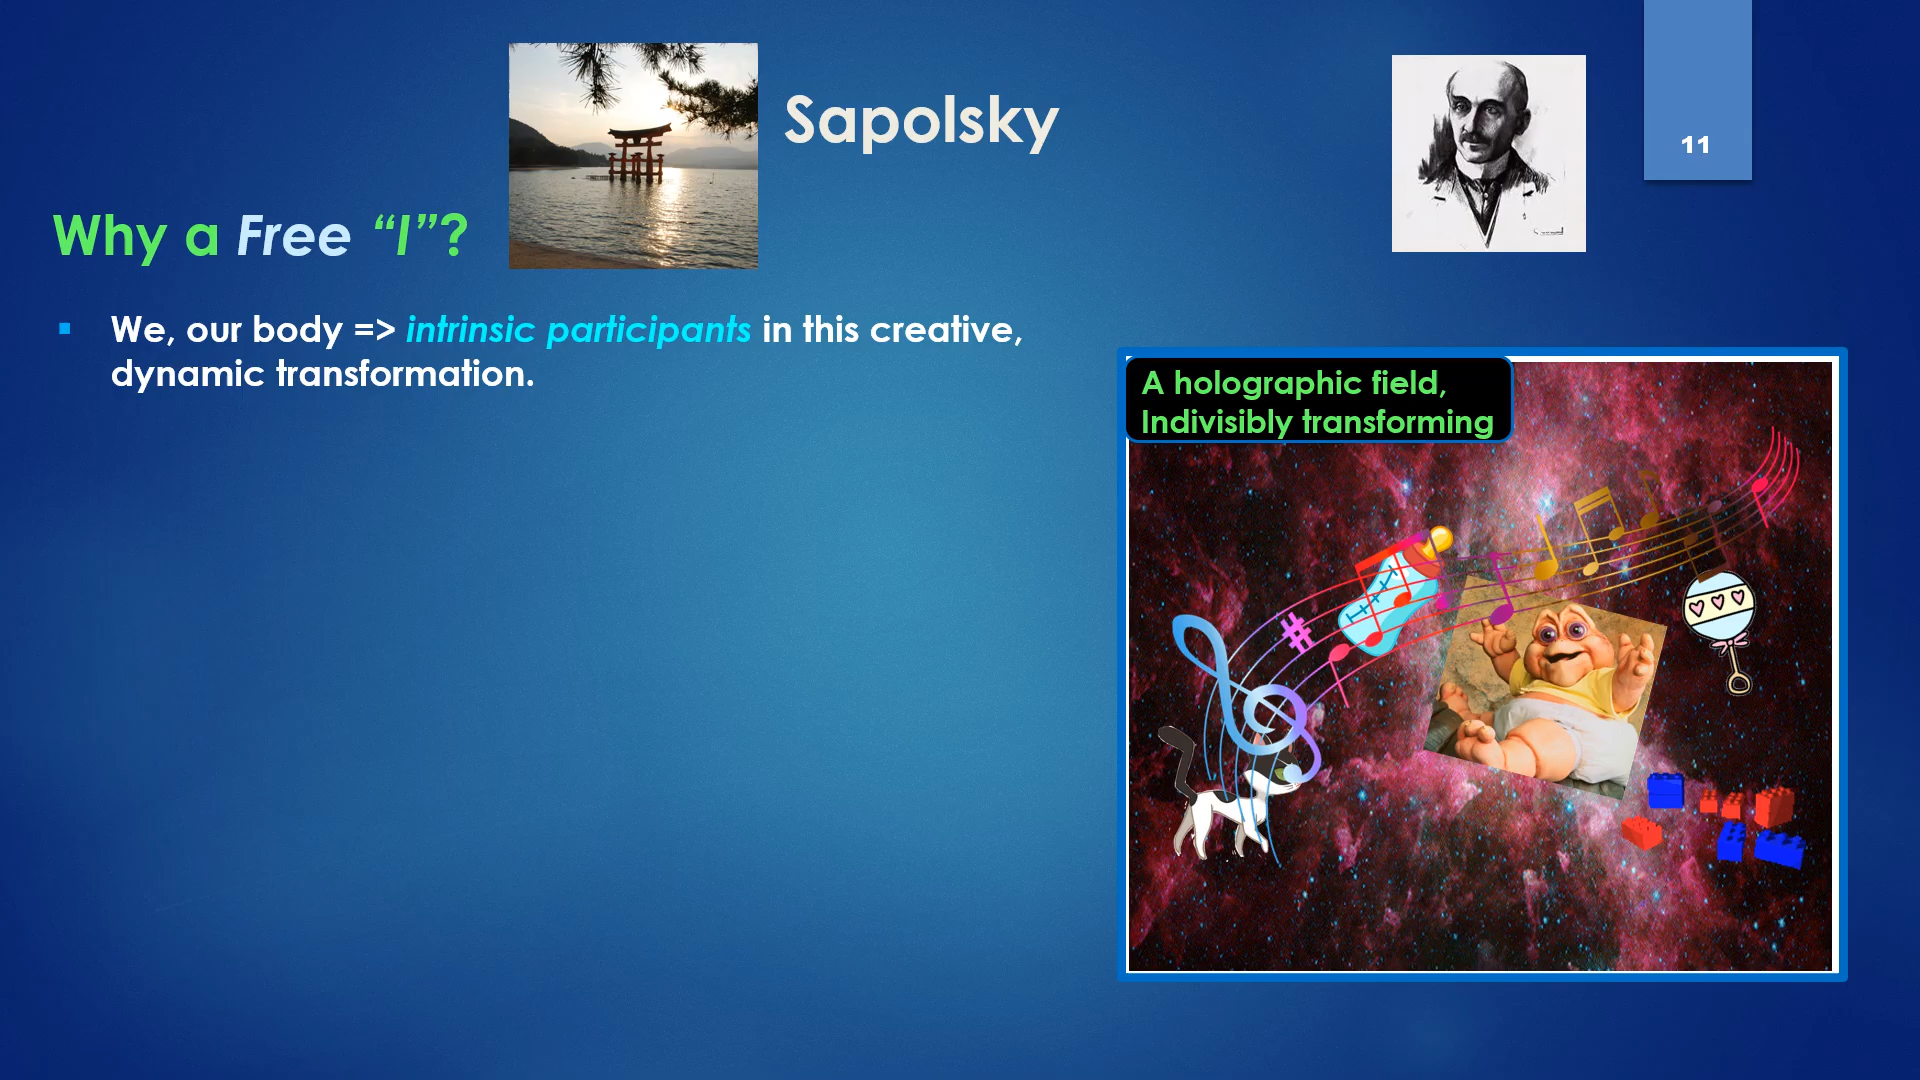 Sapolsky
11
Why a Free “I”?
We, our body => intrinsic participants in this creative,
dynamic transformation.
A holographic field,
Indivisibly transforming